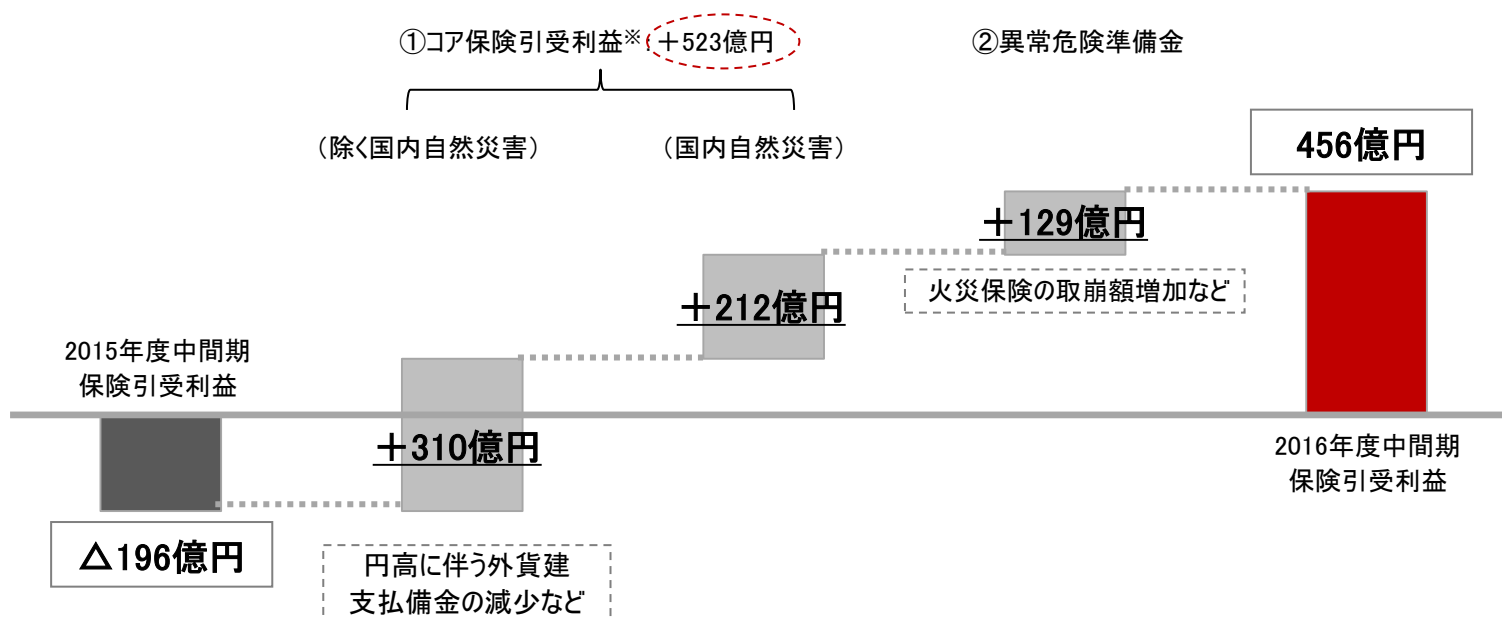 ①コア保険引受利益※:＋523億円
②異常危険準備金
（除く国内自然災害）
（国内自然災害）
456億円
＋129億円
火災保険の取崩額増加など
＋212億円
2015年度中間期
保険引受利益
＋310億円
2016年度中間期
保険引受利益
△196億円
円高に伴う外貨建
支払備金の減少など